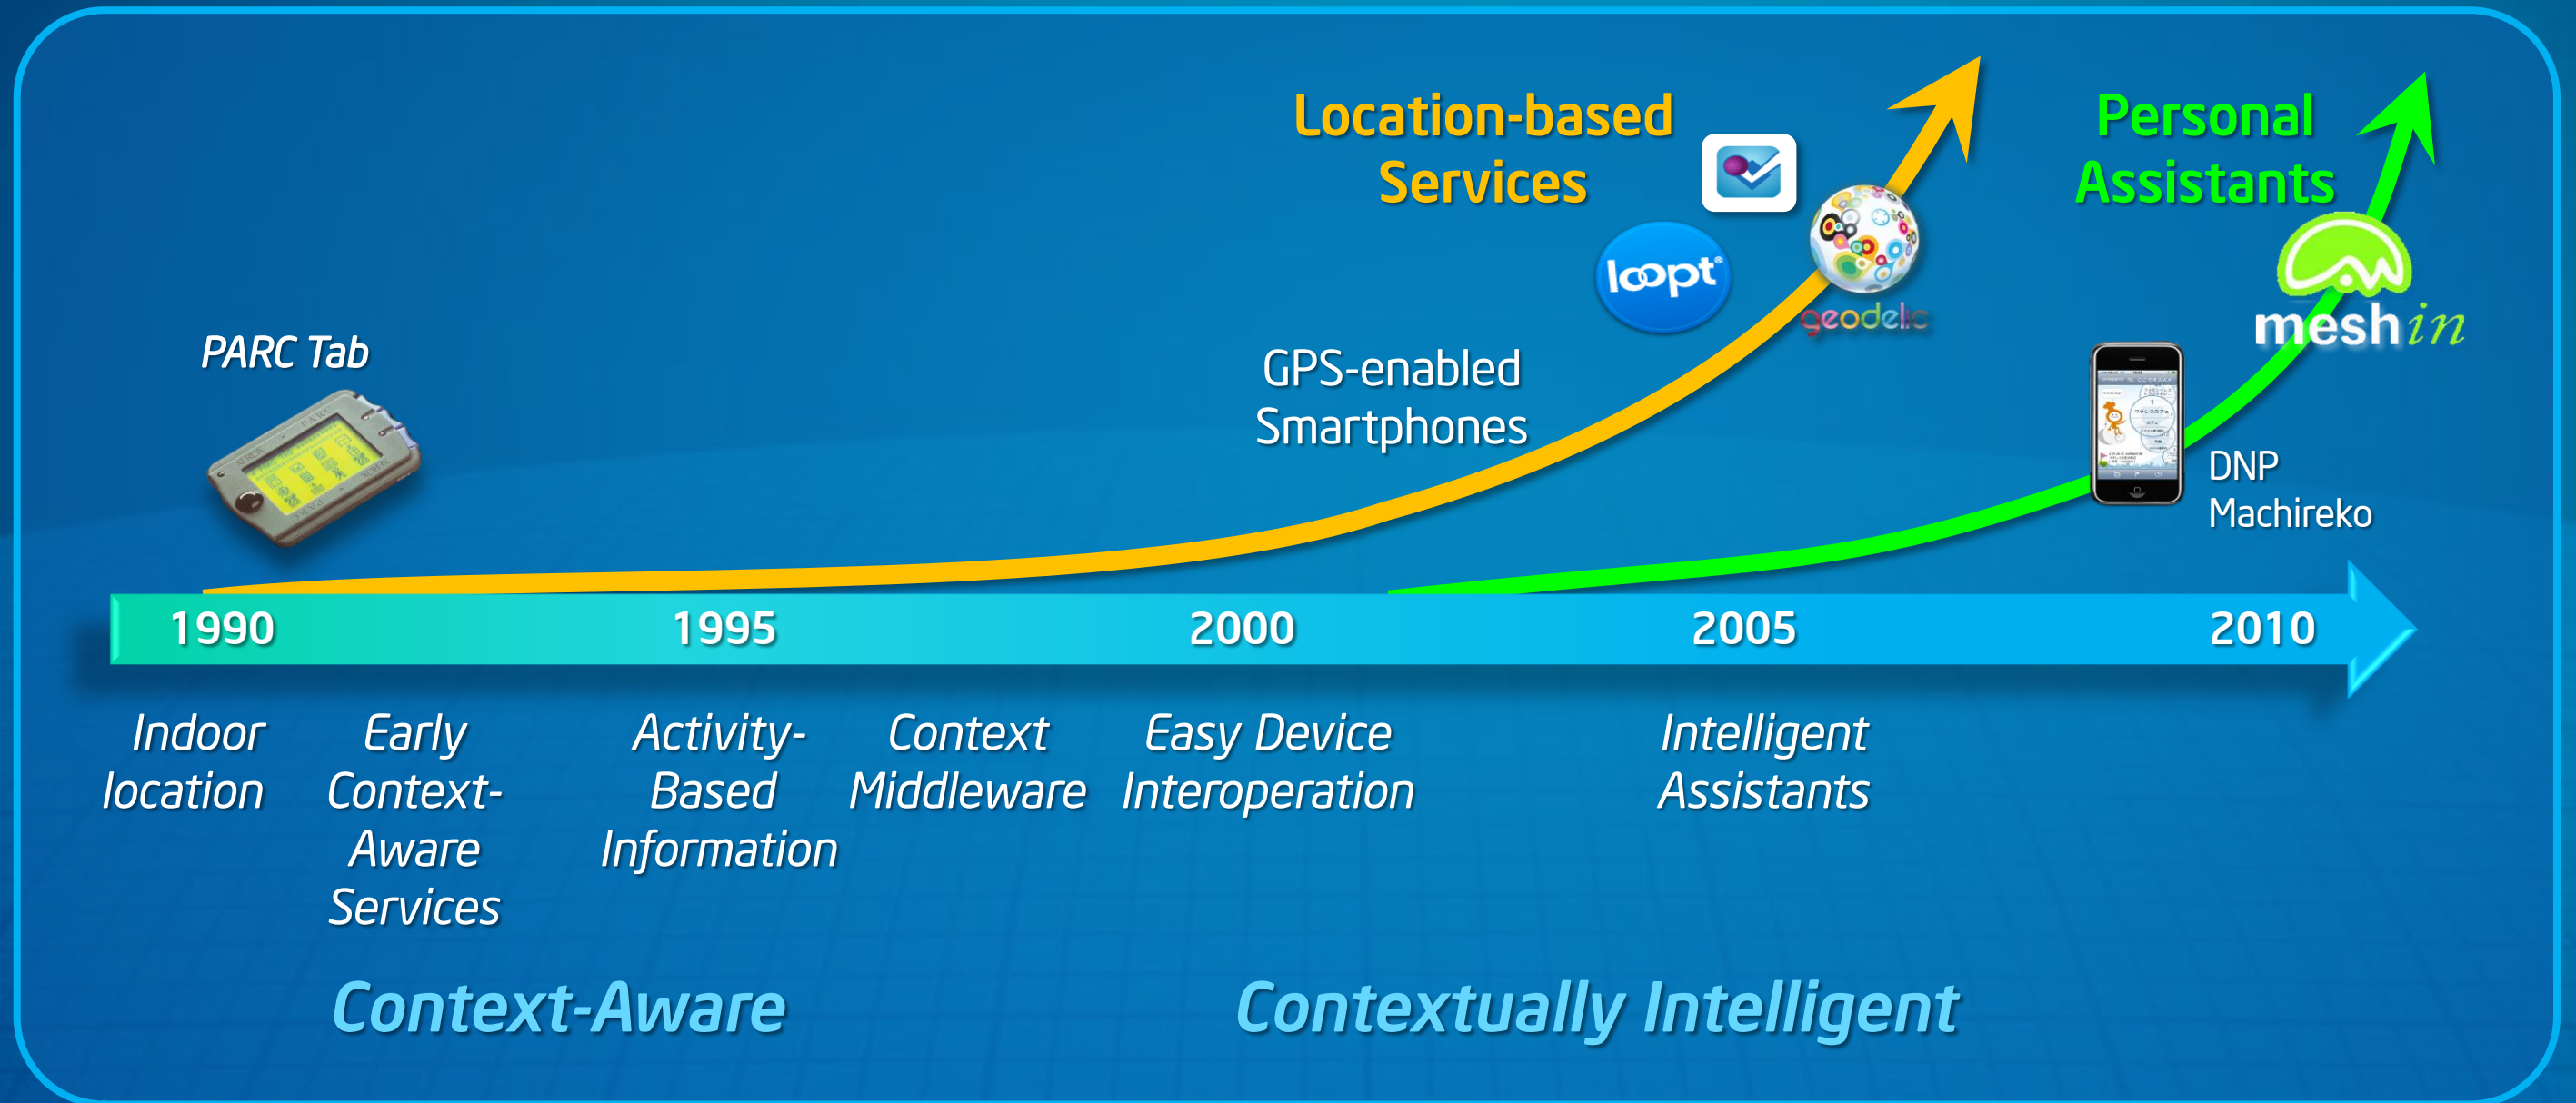 Location-based
Services
Personal
Assistants
loopt
geodelic
meshin
PARC Tab
GPS-enabled
Smartphones
DNP
Machireko
1990
1995
2000
2005
2010
Indoor
location
Early
Context-
Aware
Services
Activity-
Based
Information
Context
Middleware
Easy Device
Interoperation
Intelligent
Assistants
Context-Aware
Contextually Intelligent